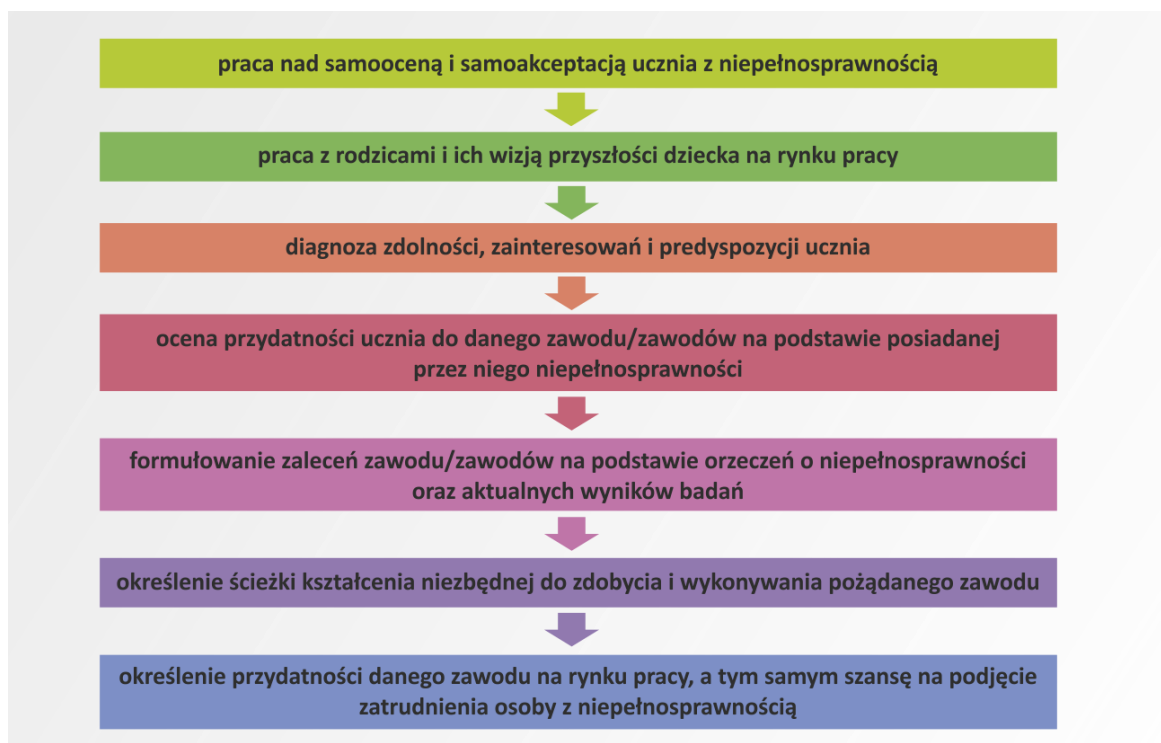 praca nad samooceną i samoakceptacją ucznia z niepełnosprawnością
praca z rodzicami i ich wizją przyszłości dziecka na rynku pracy
diagnoza zdolności, zainteresowań i predyspozycji ucznia
ocena przydatności ucznia do danego zawodu/zawodów na podstawie posiadanej
przez niego niepełnosprawności
formułowanie zaleceń zawodu/zawodów na podstawie orzeczeń o niepełnosprawności
oraz aktualnych wyników badań
określenie ścieżki kształcenia niezbędnej do zdobycia i wykonywania pożądanego zawodu
określenie przydatności danego zawodu na rynku pracy, a tym samym szansę na podjęcie
zatrudnienia osoby z niepełnosprawnością